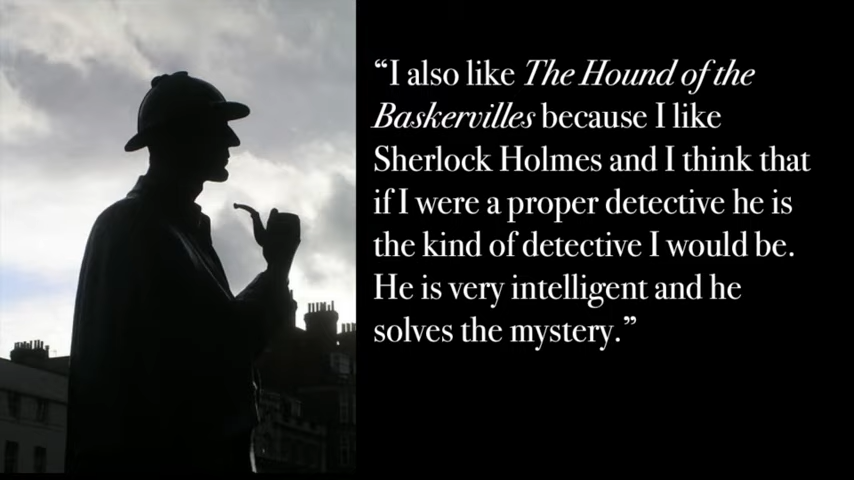 “I also like The Hound of the
Baskervilles because I like
Sherlock Holmes and I think that
if I were a proper detective he is
the kind of detective I would be.
He is very intelligent and he
solves the mystery.”